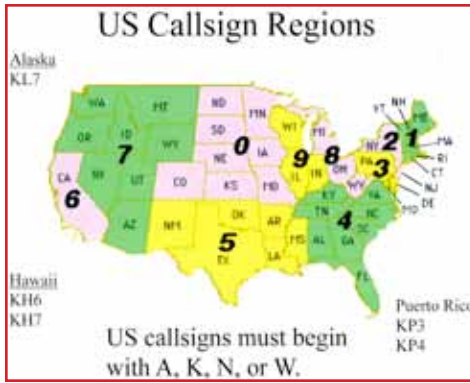 US Callsign Regions
Alaska
KL7
WA
MT
ND
MN
VT
NH
ME
OR
ID
WY
SD
WI
MI
NY
MA
RI
CT
NJ
DE
MD
NE
IA
PA
OH
IN
IL
CA
NV
UT
CO
KS
MO
KY
WV
VA
AZ
NM
OK
AR
TN
NC
SC
TX
LA
MS
AL
GA
FL
7
0
9
8
2
1
3
6
5
4
Hawaii
KH6
KH7
Puerto Rico
KP3
KP4
US callsigns must begin
with A, K, N, or W.